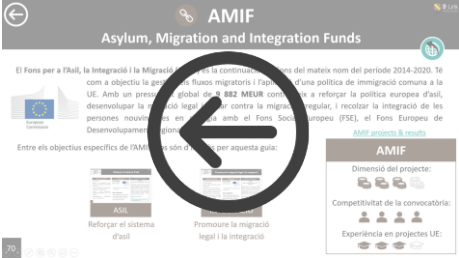 AMIF
Asylum, Migration and Integration Funds
El Fons per a l'Asil, la Integració i la Migració és la continuació del mateix nom del període 2014-2020. Té
com a objectiu la gestió dels fluxos migratoris i l'aplicació d'una política de immigració comuna a la
UE. Amb un global de 9 882 MEUR a reforçar la política europea d'asil,
desenvolupar la legal contra la migració regular, i recolzar la integració de les
persones amb el Fons Social Europeu (FSE), el Fons Europeu de
Desenvolupament
AMIF projects & results
Entre els objectius específics de l'AMIF per aquesta guia:
European
Commission
AMIF
Dimensió del projecte:
Competitivitat de la convocatòria:
Experiència en projectes UE:
ASIL
Reforçar el sistema
d'asil
Promoure la migració
legal i la integració
70